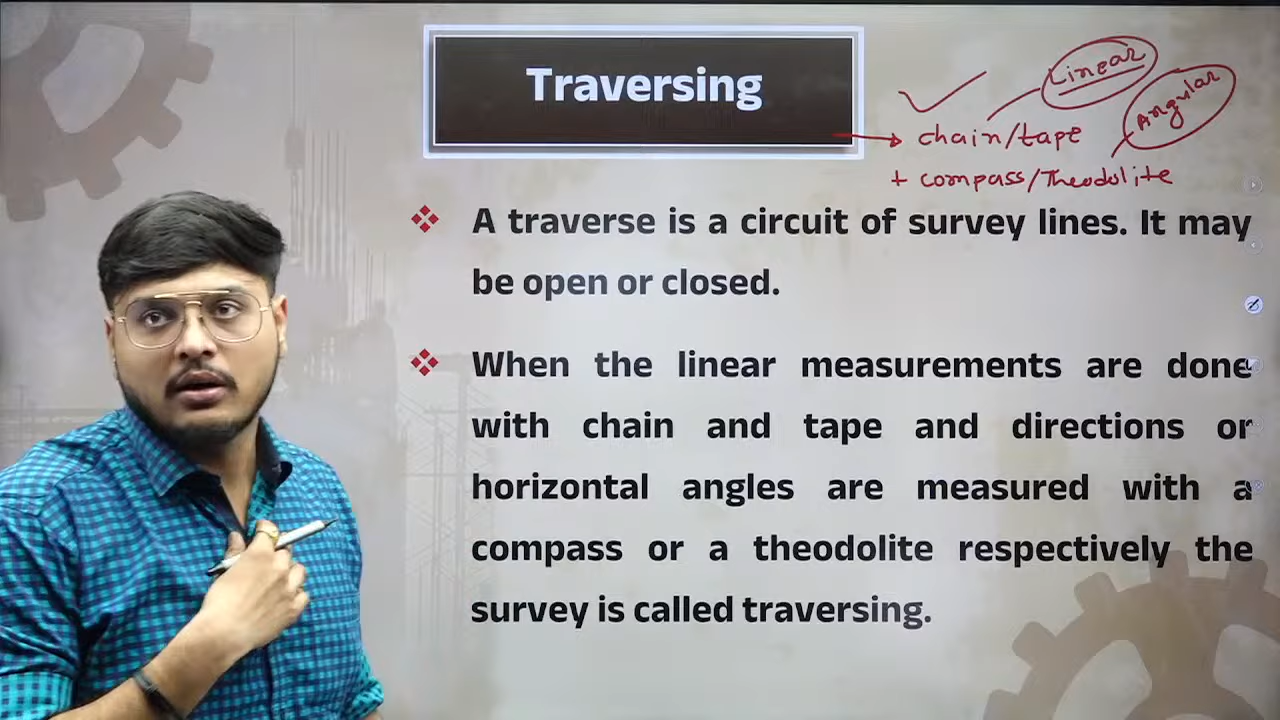 Traversing
Linear
Angular
→ chain/tape
+ compass/Theodolite
A traverse is a circuit of survey lines. It may
be open or closed.
When the linear measurements are done
with chain and tape and directions or
horizontal angles are measured with a
compass or a theodolite respectively the
survey is called traversing.